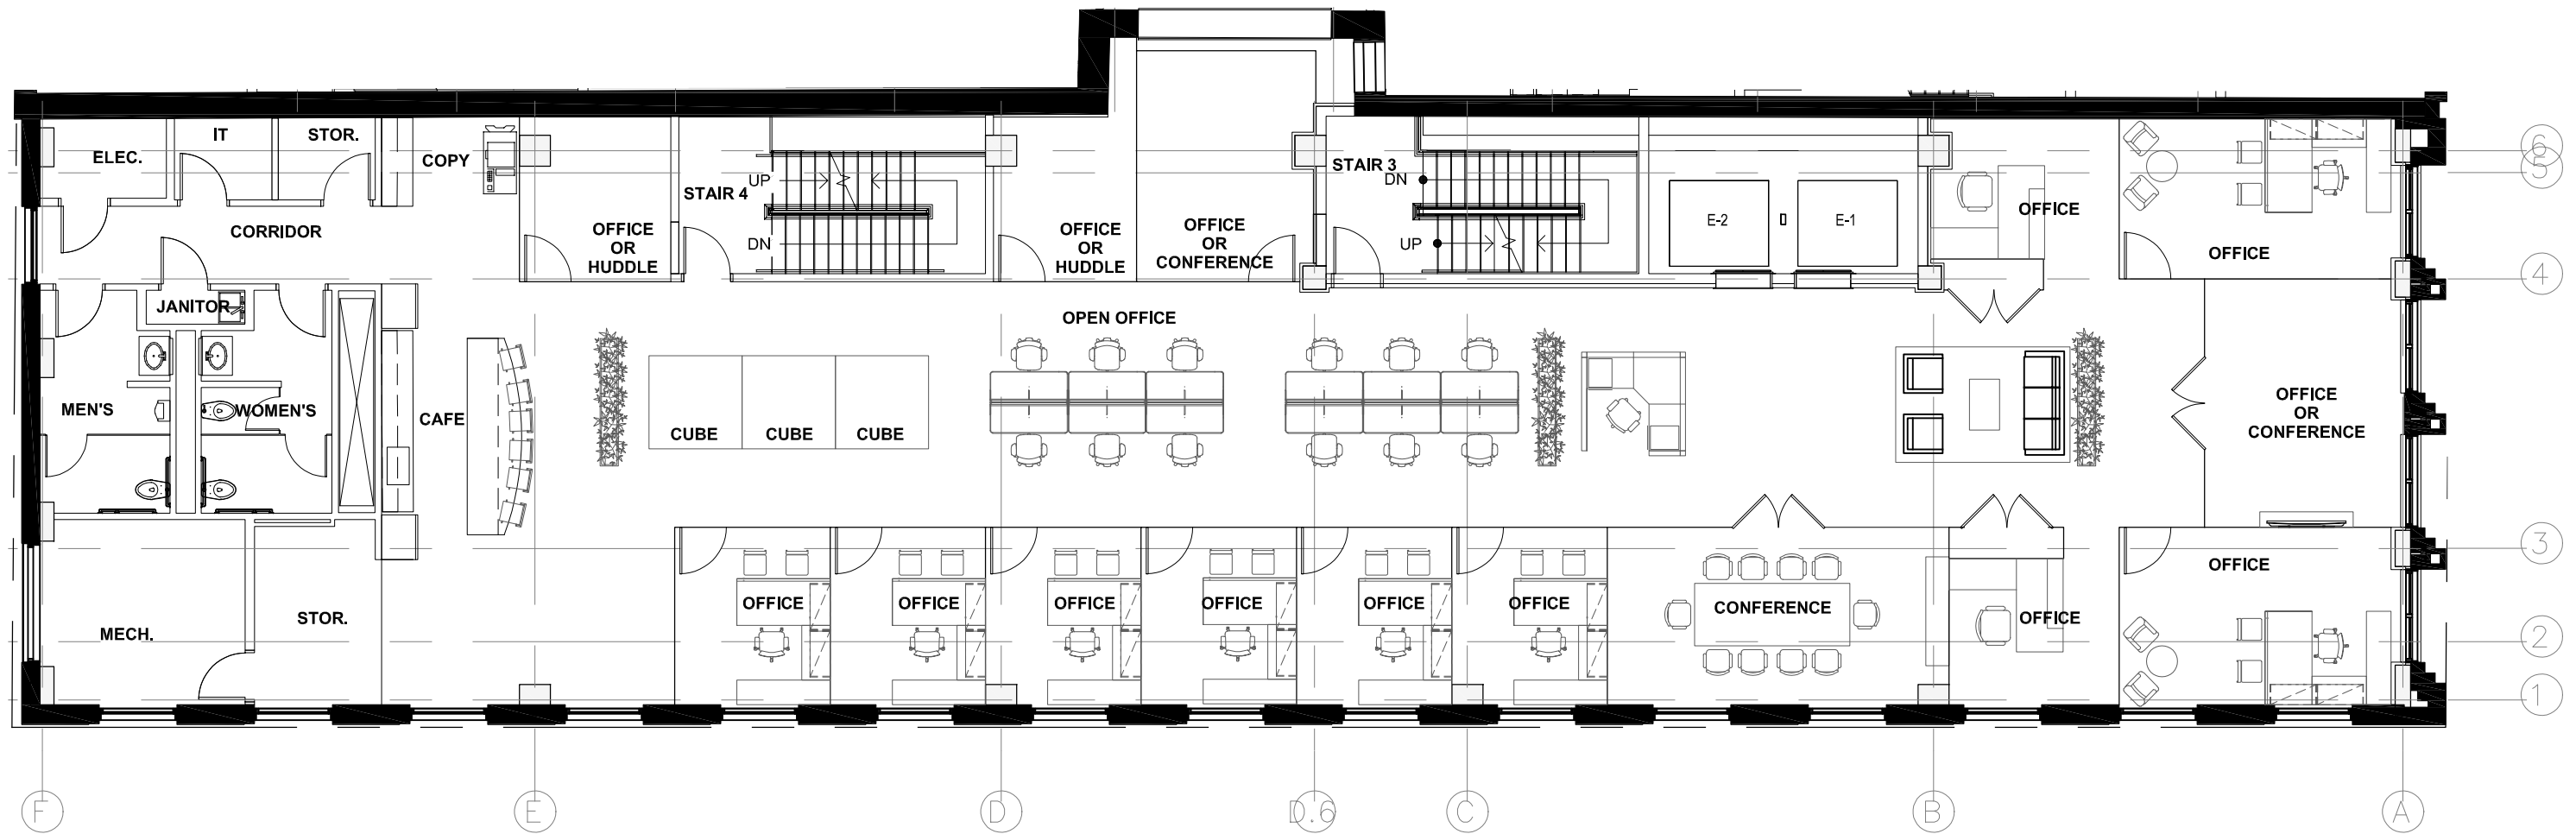 ELEC.
IT
STOR.
COPY
CORRIDOR
OFFICE
OR
HUDDLE
STAIR 4
UP
DN
OFFICE
OR
HUDDLE
OFFICE
OR
CONFERENCE
STAIR 3
DN
UP
E-2
E-1
OFFICE
OFFICE
6
5
4
JANITOR
MEN'S
WOMEN'S
CAFE
OPEN OFFICE
CUBE
CUBE
CUBE
OFFICE
OR
CONFERENCE
MECH.
STOR.
OFFICE
OFFICE
OFFICE
OFFICE
OFFICE
OFFICE
CONFERENCE
OFFICE
OFFICE
3
2
1
F
E
D
D.6
C
B
A